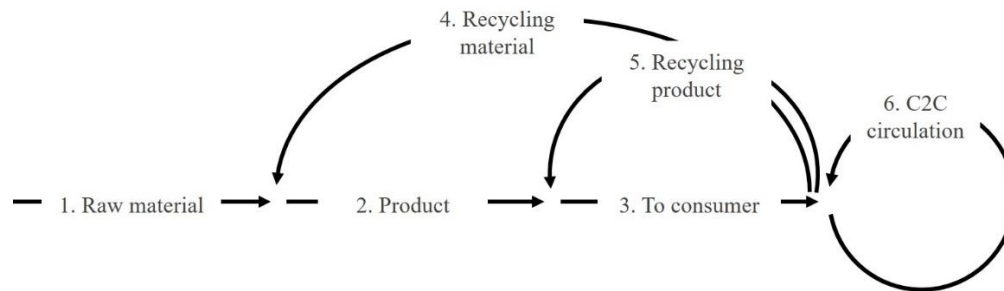 4. Recycling
material
5. Recycling
product
6. C2C
circulation
1. Raw material
2. Product
3. To consumer